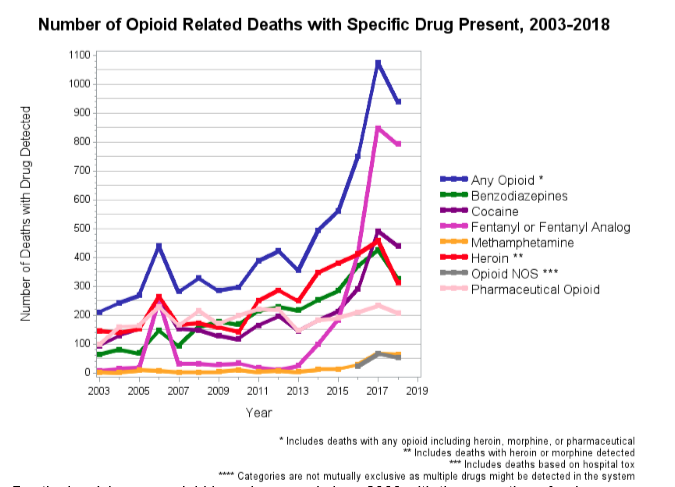 Number of Opioid Related Deaths with Specific Drug Present, 2003-2018
Number of Deaths with Drug Detected
1100
1000
900
800
700
600
500
400
300
200
100
0
2003
2005
2007
2009
2011
2013
2015
2017
2019
Year
Any Opioid *
Benzodiazepines
Cocaine
Fentanyl or Fentanyl Analog
Methamphetamine
Heroin **
Opioid NOS ***
Pharmaceutical Opioid
* Includes deaths with any opioid including heroin, morphine, or pharmaceutical
** Includes deaths with heroin or morphine detected
*** Includes deaths based on hospital tox
**** Categories are not mutually exclusive as multiple drugs might be detected in the system